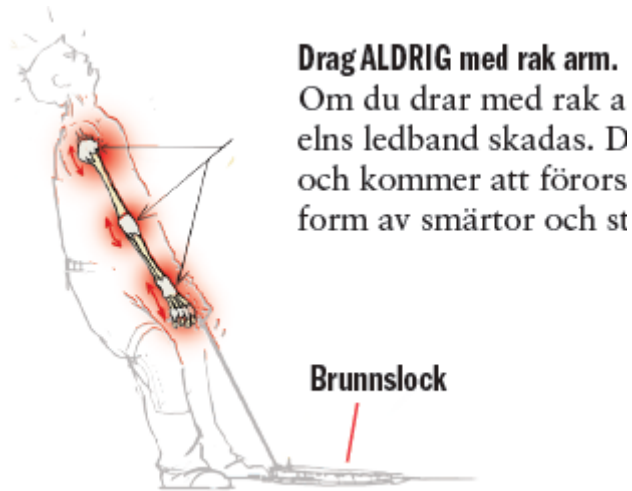 Drag ALDRIG med rak arm.
Om du drar med rak a
elns ledband skadas. D
och kommer att förors
form av smärtor och st
Brunnslock